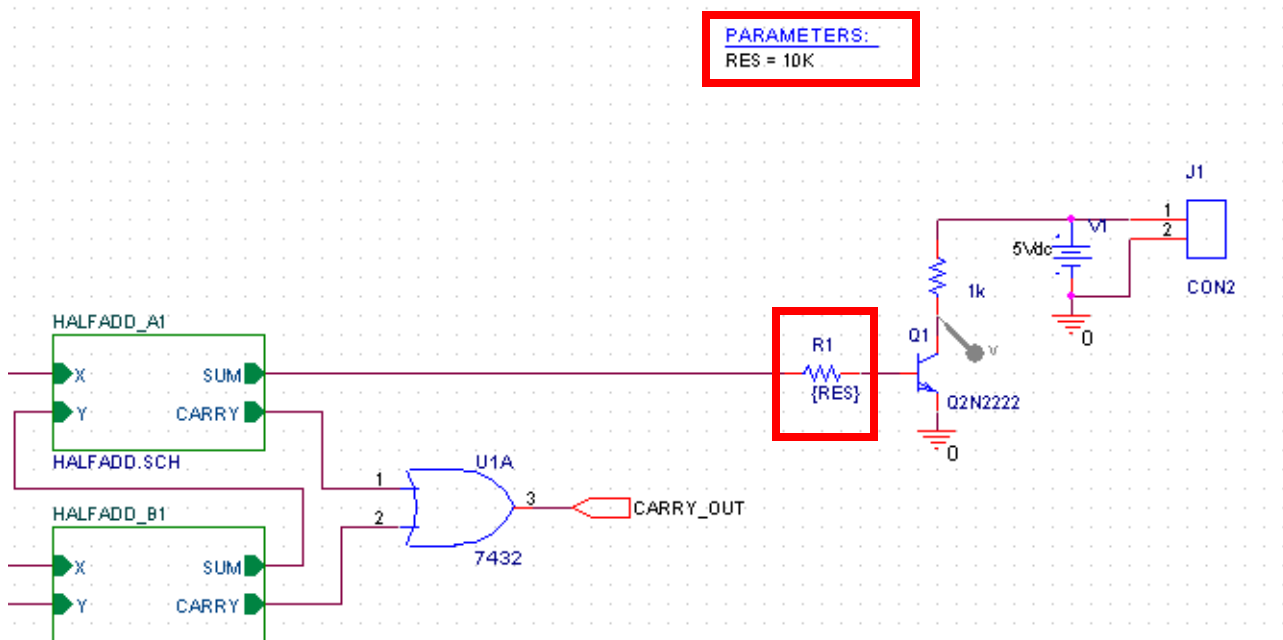 PARAMETERS:
RES = 10K
J1
1
V1
2
5Vdc
1k
CON2
0
HALFADD_A1
R1
Q1
V
X
SUM
{RES}
Q2N2222
Y
CARRY
0
HALFADD.SCH
U1A
1
3
CARRY_OUT
2
HALFADD_B1
7432
X
SUM
Y
CARRY